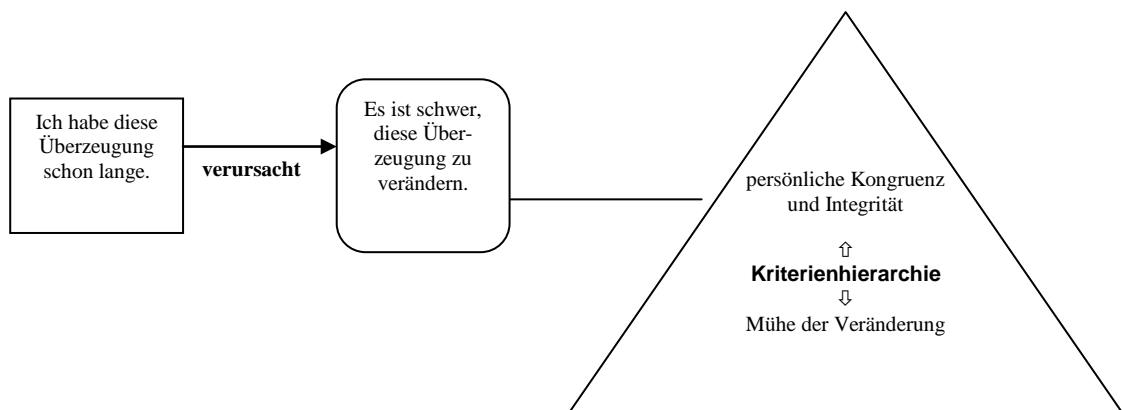 Ich habe diese
Überzeugung
schon lange.
verursacht
Es ist schwer,
diese Über-
zeugung zu
verändern.
persönliche Kongruenz
und Integrität
⇧
Kriterienhierarchie
⇩
Mühe der Veränderung